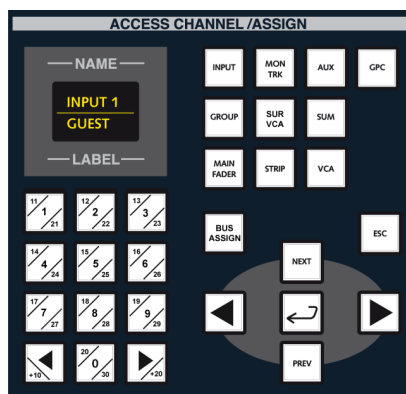 ACCESS CHANNEL /ASSIGN
NAME
INPUT 1
GUEST
LABEL
INPUT
MON TRK
AUX
GPC
GROUP
SUR VCA
SUM
MAIN FADER
STRIP
VCA
11 1 21
12 2 22
13 3 23
14 4 24
15 5 25
16 6 26
17 7 27
18 8 28
19 9 29
+10
20 0 30
+20
BUS ASSIGN
ESC
NEXT
PREV